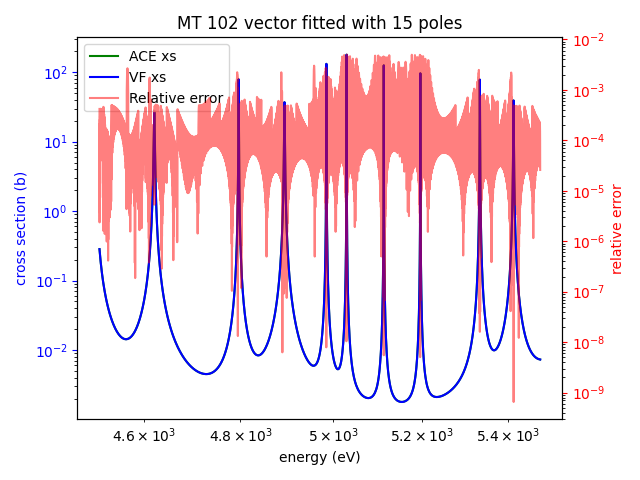 MT 102 vector fitted with 15 poles
ACE xs
VF xs
Relative error
cross section (b)
10²
10¹
10⁰
10⁻¹
10⁻²
10⁻²
10⁻³
10⁻⁴
10⁻⁵
10⁻⁶
10⁻⁷
10⁻⁸
10⁻⁹
relative error
4.6 × 10³ 4.8 × 10³ 5 × 10³ 5.2 × 10³ 5.4 × 10³
energy (eV)